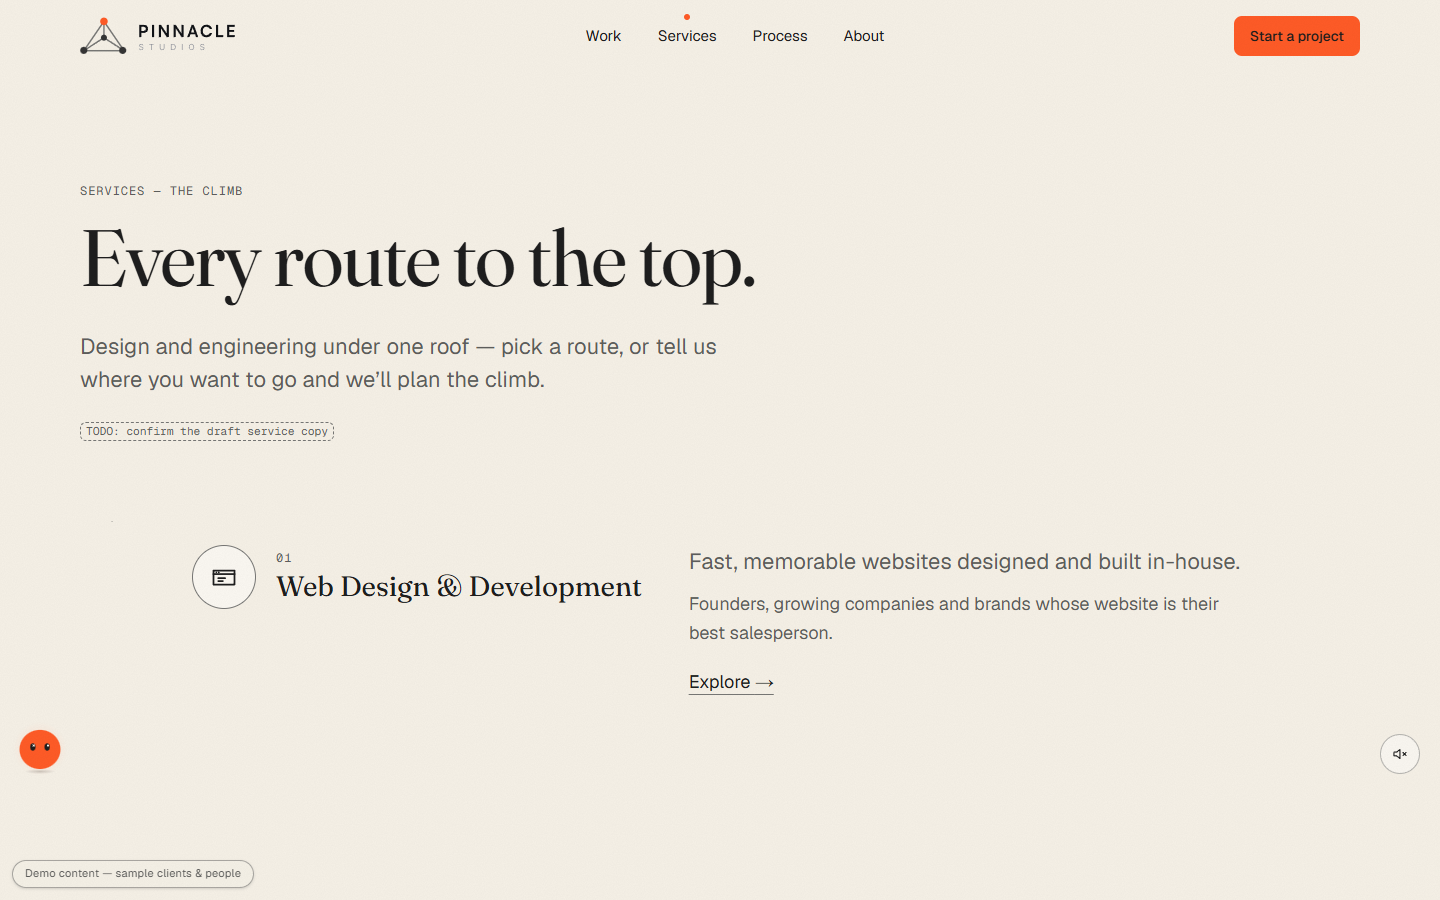 PINNACLE
STUDIOS
Work
Services
Process
About
Start a project
SERVICES — THE CLIMB
Every route to the top.
Design and engineering under one roof — pick a route, or tell us
where you want to go and we’ll plan the climb.
TODO: confirm the draft service copy
01
Web Design & Development
Fast, memorable websites designed and built in-house.
Founders, growing companies and brands whose website is their
best salesperson.
Explore →
Demo content — sample clients & people